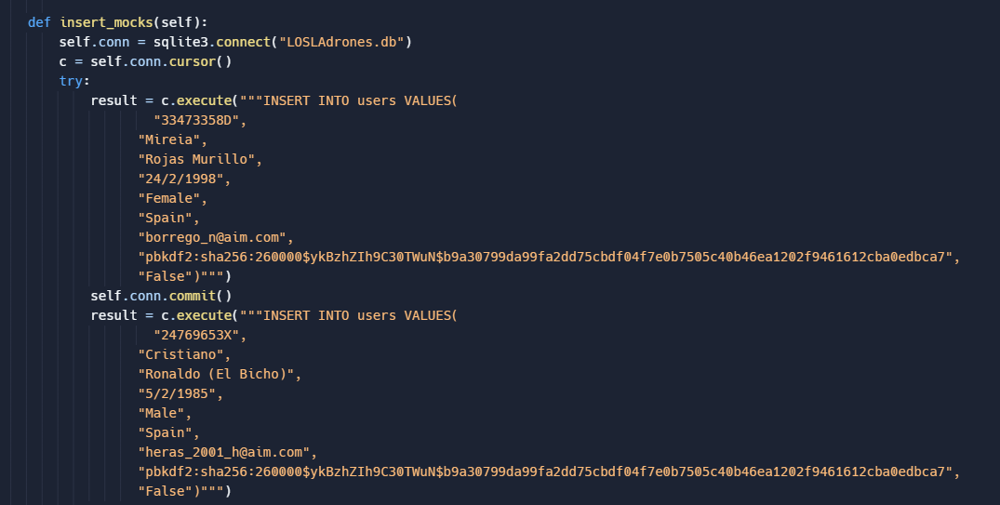 def insert_mocks(self):
self.conn = sqlite3.connect("LOSLAdrones.db")
c = self.conn.cursor()
try:
result = c.execute("""INSERT INTO users VALUES(
"33473358D",
"Mireia",
"Rojas Murillo",
"24/2/1998",
"Female",
"Spain",
"borrego_n@aim.com",
"pbkdf2:sha256:260000$ykBzhZIh9C30TWuN$b9a30799da99fa2dd75cbdf04f7e0b7505c40b46ea1202f9461612cba0edbca7",
"False")""")
self.conn.commit()
result = c.execute("""INSERT INTO users VALUES(
"24769653X",
"Cristiano",
"Ronaldo (El Bicho)",
"5/2/1985",
"Male",
"Spain",
"heras_2001_h@aim.com",
"pbkdf2:sha256:260000$ykBzhZIh9C30TWuN$b9a30799da99fa2dd75cbdf04f7e0b7505c40b46ea1202f9461612cba0edbca7",
"False")""")